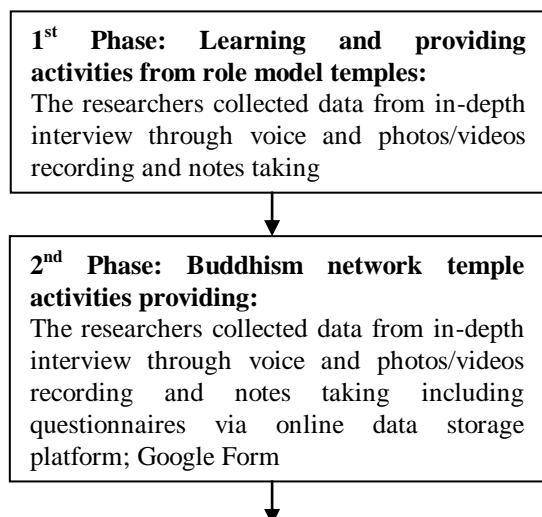 1st Phase: Learning and providing
activities from role model temples:
The researchers collected data from in-depth
interview through voice and photos/videos
recording and notes taking
2nd Phase: Buddhism network temple
activities providing:
The researchers collected data from in-depth
interview through voice and photos/videos
recording and notes taking including
questionnaires via online data storage
platform; Google Form